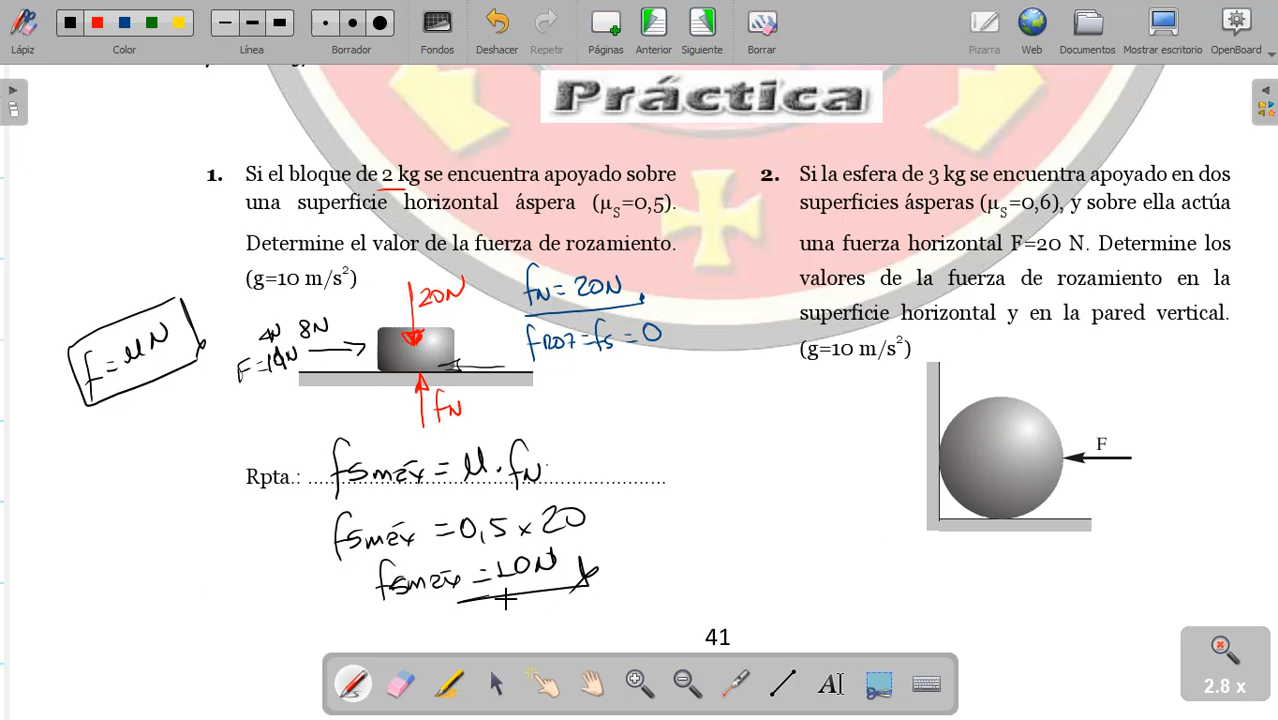 Lápiz
Color
Línea
Borrador
Fondos
Deshacer
Repetir
Páginas
Anterior
Siguiente
Borrar
Pizarra
Web
Documentos
Mostrar escritorio
OpenBoard
Práctica
1. Si el bloque de 2 kg se encuentra apoyado sobre
una superficie horizontal áspera (μS=0,5).
Determine el valor de la fuerza de rozamiento.
(g=10 m/s²)
20N
fN = 20N
fROZ = fs = 0
f = μN
4N 8N
fN
Rpta.: fsmáx = μ . fN
fsmáx = 0,5 x 20
fsmáx = 10N
2. Si la esfera de 3 kg se encuentra apoyado en dos
superficies ásperas (μS=0,6), y sobre ella actúa
una fuerza horizontal F=20 N. Determine los
valores de la fuerza de rozamiento en la
superficie horizontal y en la pared vertical.
(g=10 m/s²)
F
41
2.8 x